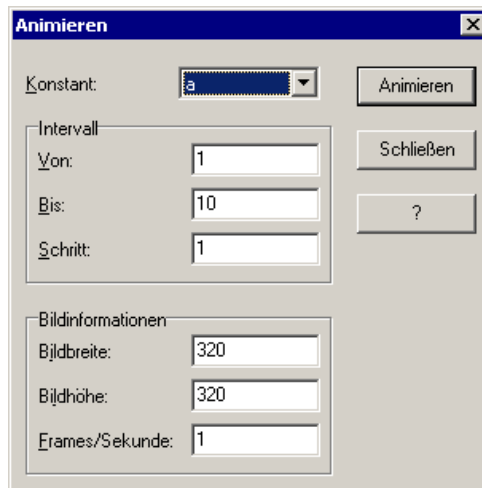 Animieren
Konstant: a Animieren
Intervall
Von: 1 Schließen
Bis: 10 ?
Schritt: 1
Bildinformationen
Bildbreite: 320
Bildhöhe: 320
Frames/Sekunde: 1